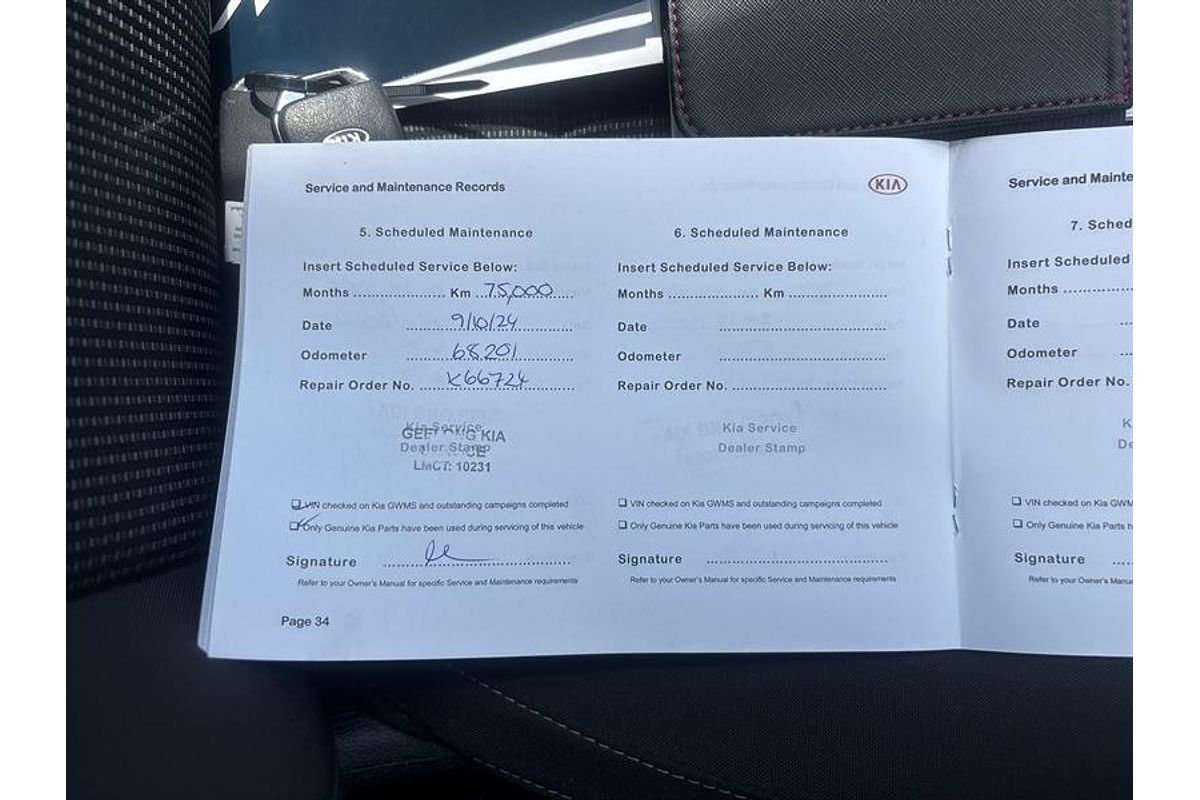 Service and Maintenance Records
KIA
5. Scheduled Maintenance
Insert Scheduled Service Below:
Months ...................... Km ..75,000.....
Date 9/10/24
Odometer 68201
Repair Order No. K66724
Kia Service
GEELONG KIA
Dealer Stamp
LMCT: 10231
VIN checked on Kia GWMS and outstanding campaigns completed
Only Genuine Kia Parts have been used during servicing of this vehicle
Signature
Refer to your Owner's Manual for specific Service and Maintenance requirements
Page 34
6. Scheduled Maintenance
Insert Scheduled Service Below:
Months ...................... Km ........................
Date
Odometer
Repair Order No.
Kia Service
Dealer Stamp
VIN checked on Kia GWMS and outstanding campaigns completed
Only Genuine Kia Parts have been used during servicing of this vehicle
Signature
Refer to your Owner's Manual for specific Service and Maintenance requirements
Service and Mainte
7. Sched
Insert Scheduled
Months
Date
Odometer
Repair Order No.
K
De
VIN checked on Kia GWM
Only Genuine Kia Parts h
Signature
Refer to your Owner's Manua
KIA